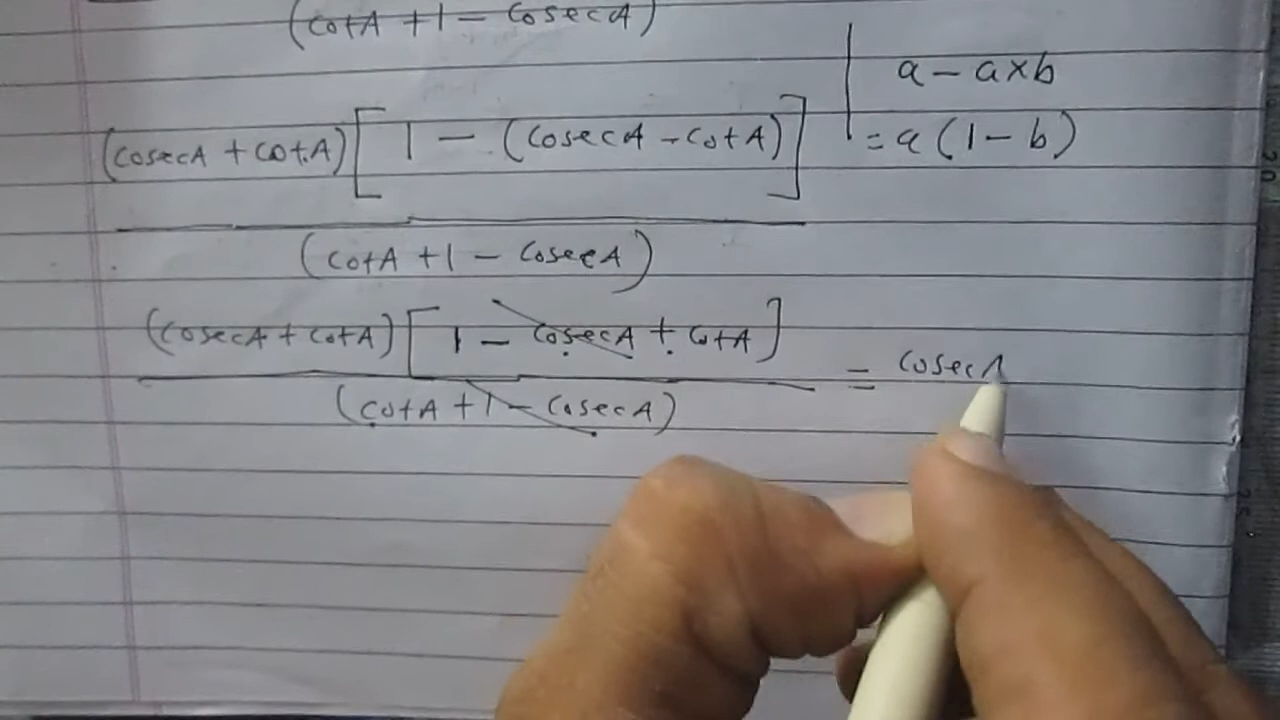 (cotA + 1 - cosecA)
a - a×b
(cosecA + cot.A)[1 - (cosecA - cotA)]
= a(1 - b)
(cotA + 1 - cosecA)
(cosecA + cotA)[1 - cosecA + cotA]
= cosecA
(cotA + 1 - cosecA)